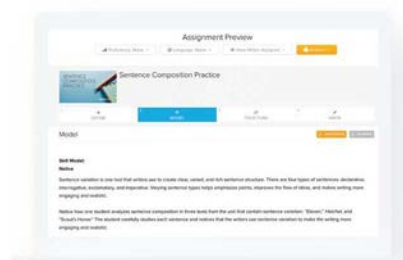 Assignment Preview
Sentence Composition Practice
MODEL
Model
Skill Model:
Notice
Sentence variation is one tool that writers use to create clear, varied, and rich sentence structure. There are four types of sentences: declarative,
interrogative, exclamatory, and imperative. Varying sentence types helps emphasize points, improves the flow of ideas, and makes writing more
engaging and realistic.
Notice how one student analyzes sentence composition in three texts from the unit that contain sentence variation: "Eleven," Hatchet, and
"Scout's Honor." The student carefully studies each sentence and notices that the writers use sentence variation to make the writing more
engaging and realistic.